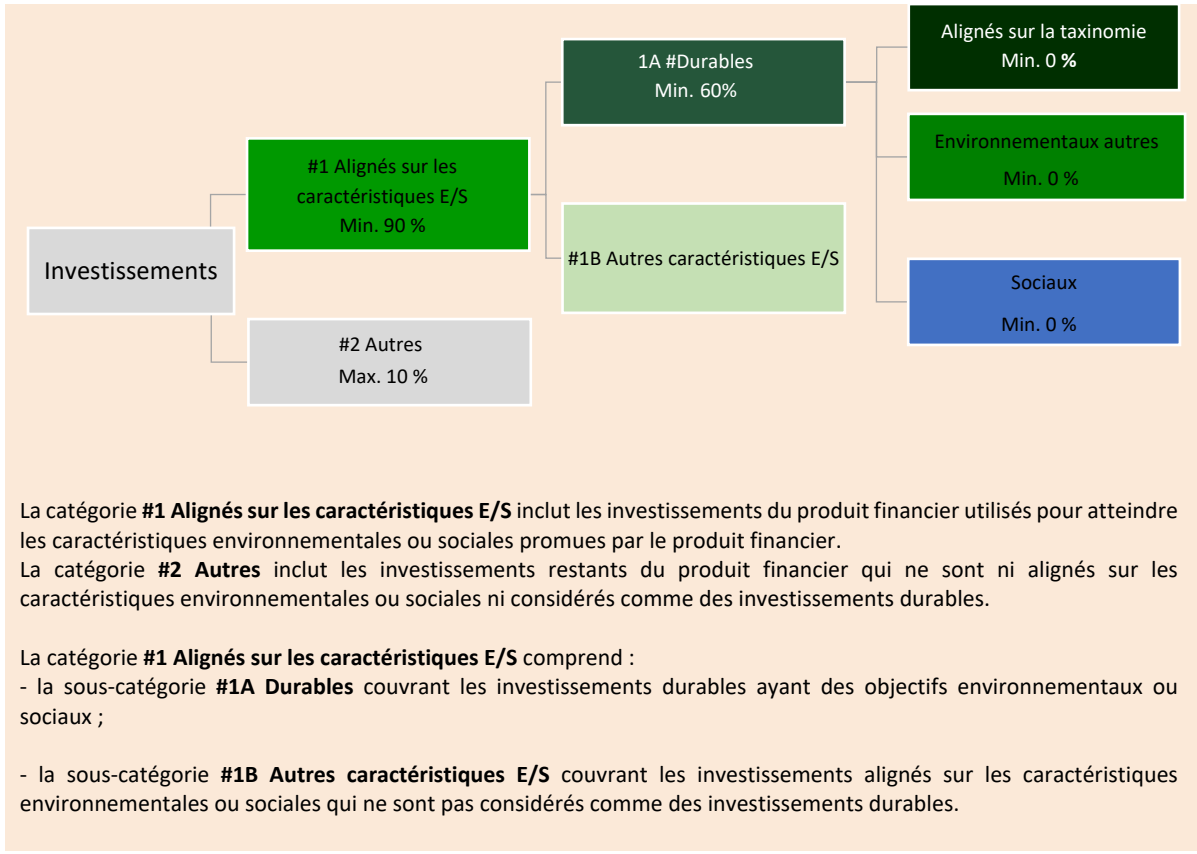 Investissements
#1 Alignés sur les
caractéristiques E/S
Min. 90 %
#2 Autres
Max. 10 %
1A #Durables
Min. 60%
#1B Autres caractéristiques E/S
Alignés sur la taxinomie
Min. 0 %
Environnementaux autres
Min. 0 %
Sociaux
Min. 0 %
La catégorie #1 Alignés sur les caractéristiques E/S inclut les investissements du produit financier utilisés pour atteindre
les caractéristiques environnementales ou sociales promues par le produit financier.
La catégorie #2 Autres inclut les investissements restants du produit financier qui ne sont ni alignés sur les
caractéristiques environnementales ou sociales ni considérés comme des investissements durables.
La catégorie #1 Alignés sur les caractéristiques E/S comprend :
- la sous-catégorie #1A Durables couvrant les investissements durables ayant des objectifs environnementaux ou
sociaux ;
- la sous-catégorie #1B Autres caractéristiques E/S couvrant les investissements alignés sur les caractéristiques
environnementales ou sociales qui ne sont pas considérés comme des investissements durables.